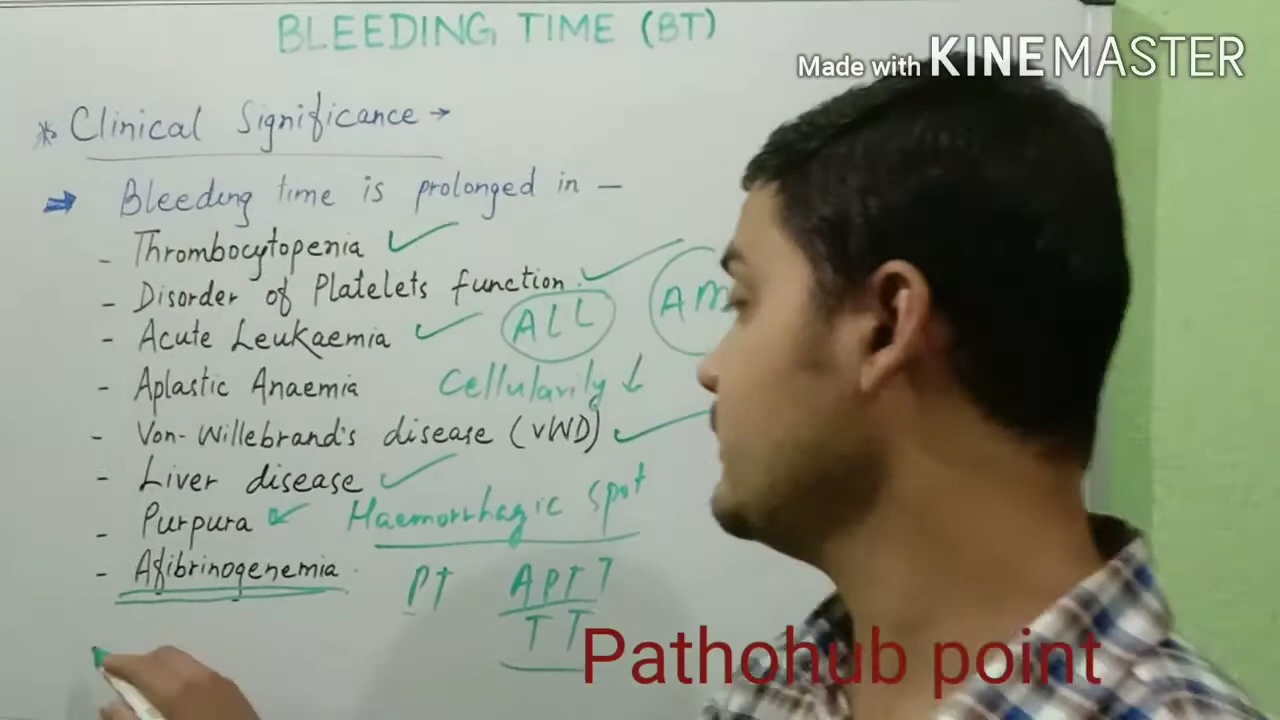 BLEEDING TIME (BT)
Made with KINEMASTER
* Clinical Significance →
⇒ Bleeding time is prolonged in —
- Thrombocytopenia ✓
- Disorder of Platelets function. ✓
- Acute Leukaemia ✓ ALL AM
- Aplastic Anaemia Cellularily ↓
- Von-Willebrand's disease (vWD) ✓
- Liver disease ✓
- Purpura ✓ Haemorrhagic spot
- Afibrinogenemia. PT APTT
TT
Pathohub point